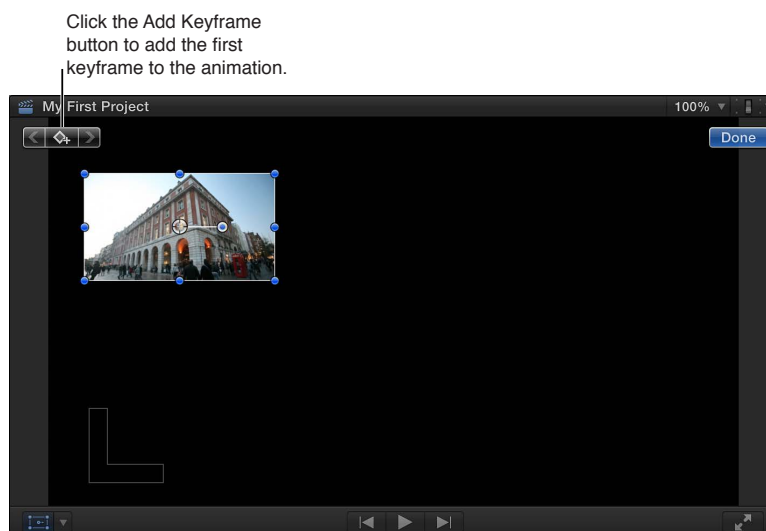 Click the Add Keyframe
button to add the first
keyframe to the animation.
My First Project
100%
Done